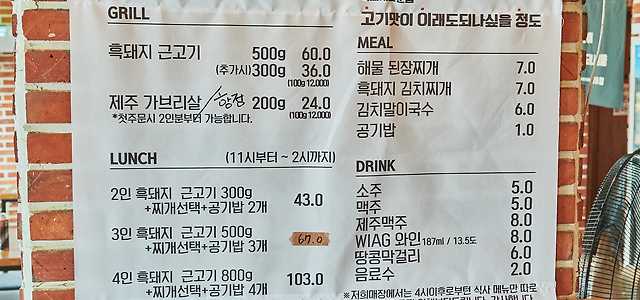 GRILL
흑돼지 근고기 500g 60.0
(추가시)300g 36.0
(100g 12.000)
제주 가브리살/한정 200g 24.0
*첫주문시 2인분부터 가능합니다. (100g 12.000)
LUNCH (11시부터 ~ 2시까지)
2인 흑돼지 근고기 300g
+찌개선택+공기밥 2개 43.0
3인 흑돼지 근고기 500g
+찌개선택+공기밥 3개 67.0
4인 흑돼지 근고기 800g
+찌개선택+공기밥 4개 103.0
고기맛이 이래도되나싶을 정도
MEAL
해물 된장찌개 7.0
흑돼지 김치찌개 7.0
김치말이국수 6.0
공기밥 1.0
DRINK
소주 5.0
맥주 5.0
제주맥주 8.0
WIAG 와인 187ml / 13.5도 8.0
땅콩막걸리 6.0
음료수 2.0
*저희매장에서는 4시이후로부턴 식사 메뉴만 따로